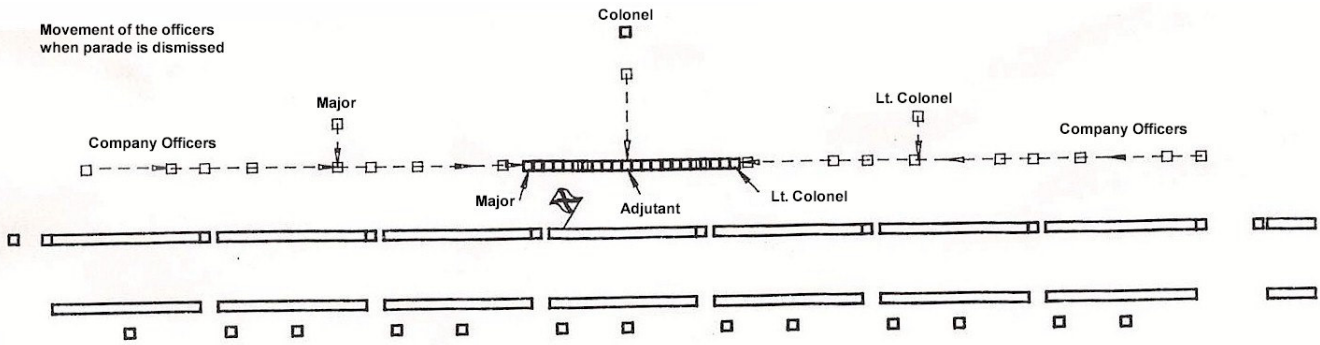 Movement of the officers
when parade is dismissed
Colonel
Major
Lt. Colonel
Company Officers
Company Officers
Major
Adjutant
Lt. Colonel